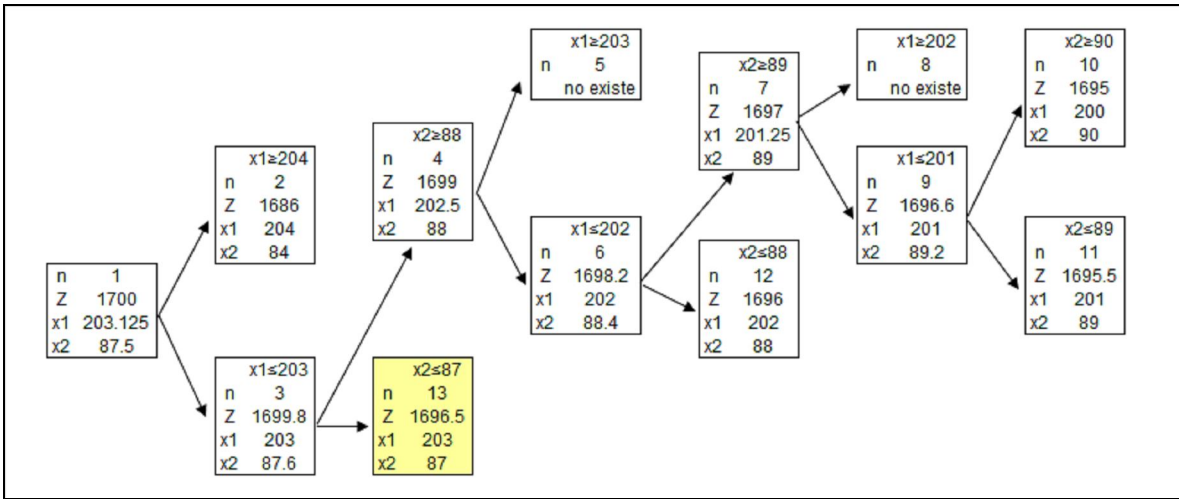 n 1
Z 1700
x1 203.125
x2 87.5
x1≥204
n 2
Z 1686
x1 204
x2 84
x1≤203
n 3
Z 1699.8
x1 203
x2 87.6
x2≥88
n 4
Z 1699
x1 202.5
x2 88
x2≤87
n 13
Z 1696.5
x1 203
x2 87
x1≥203
n 5
no existe
x1≤202
n 6
Z 1698.2
x1 202
x2 88.4
x2≥89
n 7
Z 1697
x1 201.25
x2 89
x2≤88
n 12
Z 1696
x1 202
x2 88
x1≥202
n 8
no existe
x1≤201
n 9
Z 1696.6
x1 201
x2 89.2
x2≥90
n 10
Z 1695
x1 200
x2 90
x2≤89
n 11
Z 1695.5
x1 201
x2 89